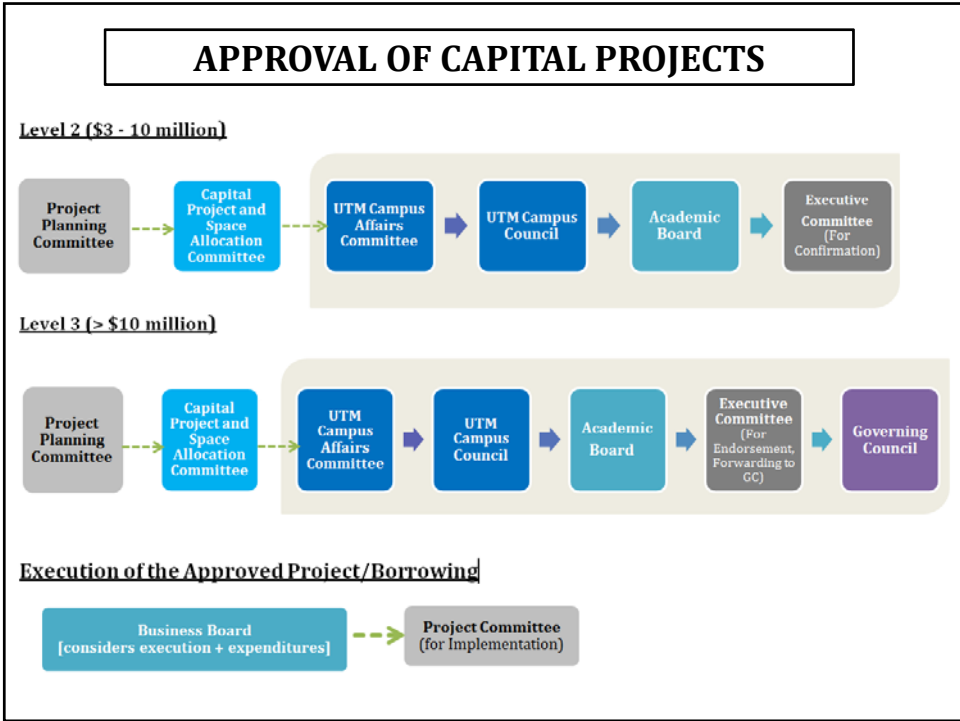 APPROVAL OF CAPITAL PROJECTS
Level 2 ($3 - 10 million)
Project
Planning
Committee
Capital
Project and
Space
Allocation
Committee
UTM Campus
Affairs
Committee
UTM Campus
Council
Academic
Board
Executive
Committee
(For
Confirmation)
Level 3 (> $10 million)
Project
Planning
Committee
Capital
Project and
Space
Allocation
Committee
UTM
Campus
Affairs
Committee
UTM
Campus
Council
Academic
Board
Executive
Committee
(For
Endorsement,
Forwarding to
GC)
Governing
Council
Execution of the Approved Project/Borrowing
Business Board
[considers execution + expenditures]
Project Committee
(for Implementation)